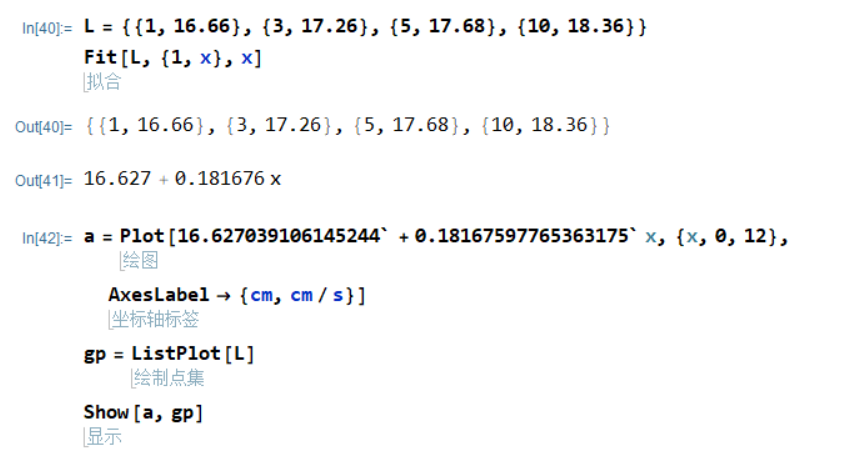 In[40]:= L = {{1, 16.66}, {3, 17.26}, {5, 17.68}, {10, 18.36}}
Fit[L, {1, x}, x]
拟合
Out[40]= {{1, 16.66}, {3, 17.26}, {5, 17.68}, {10, 18.36}}
Out[41]= 16.627 + 0.181676 x
In[42]:= a = Plot[16.627039106145244` + 0.18167597765363175` x, {x, 0, 12},
绘图
AxesLabel → {cm, cm / s}]
坐标轴标签
gp = ListPlot[L]
绘制点集
Show[a, gp]
显示